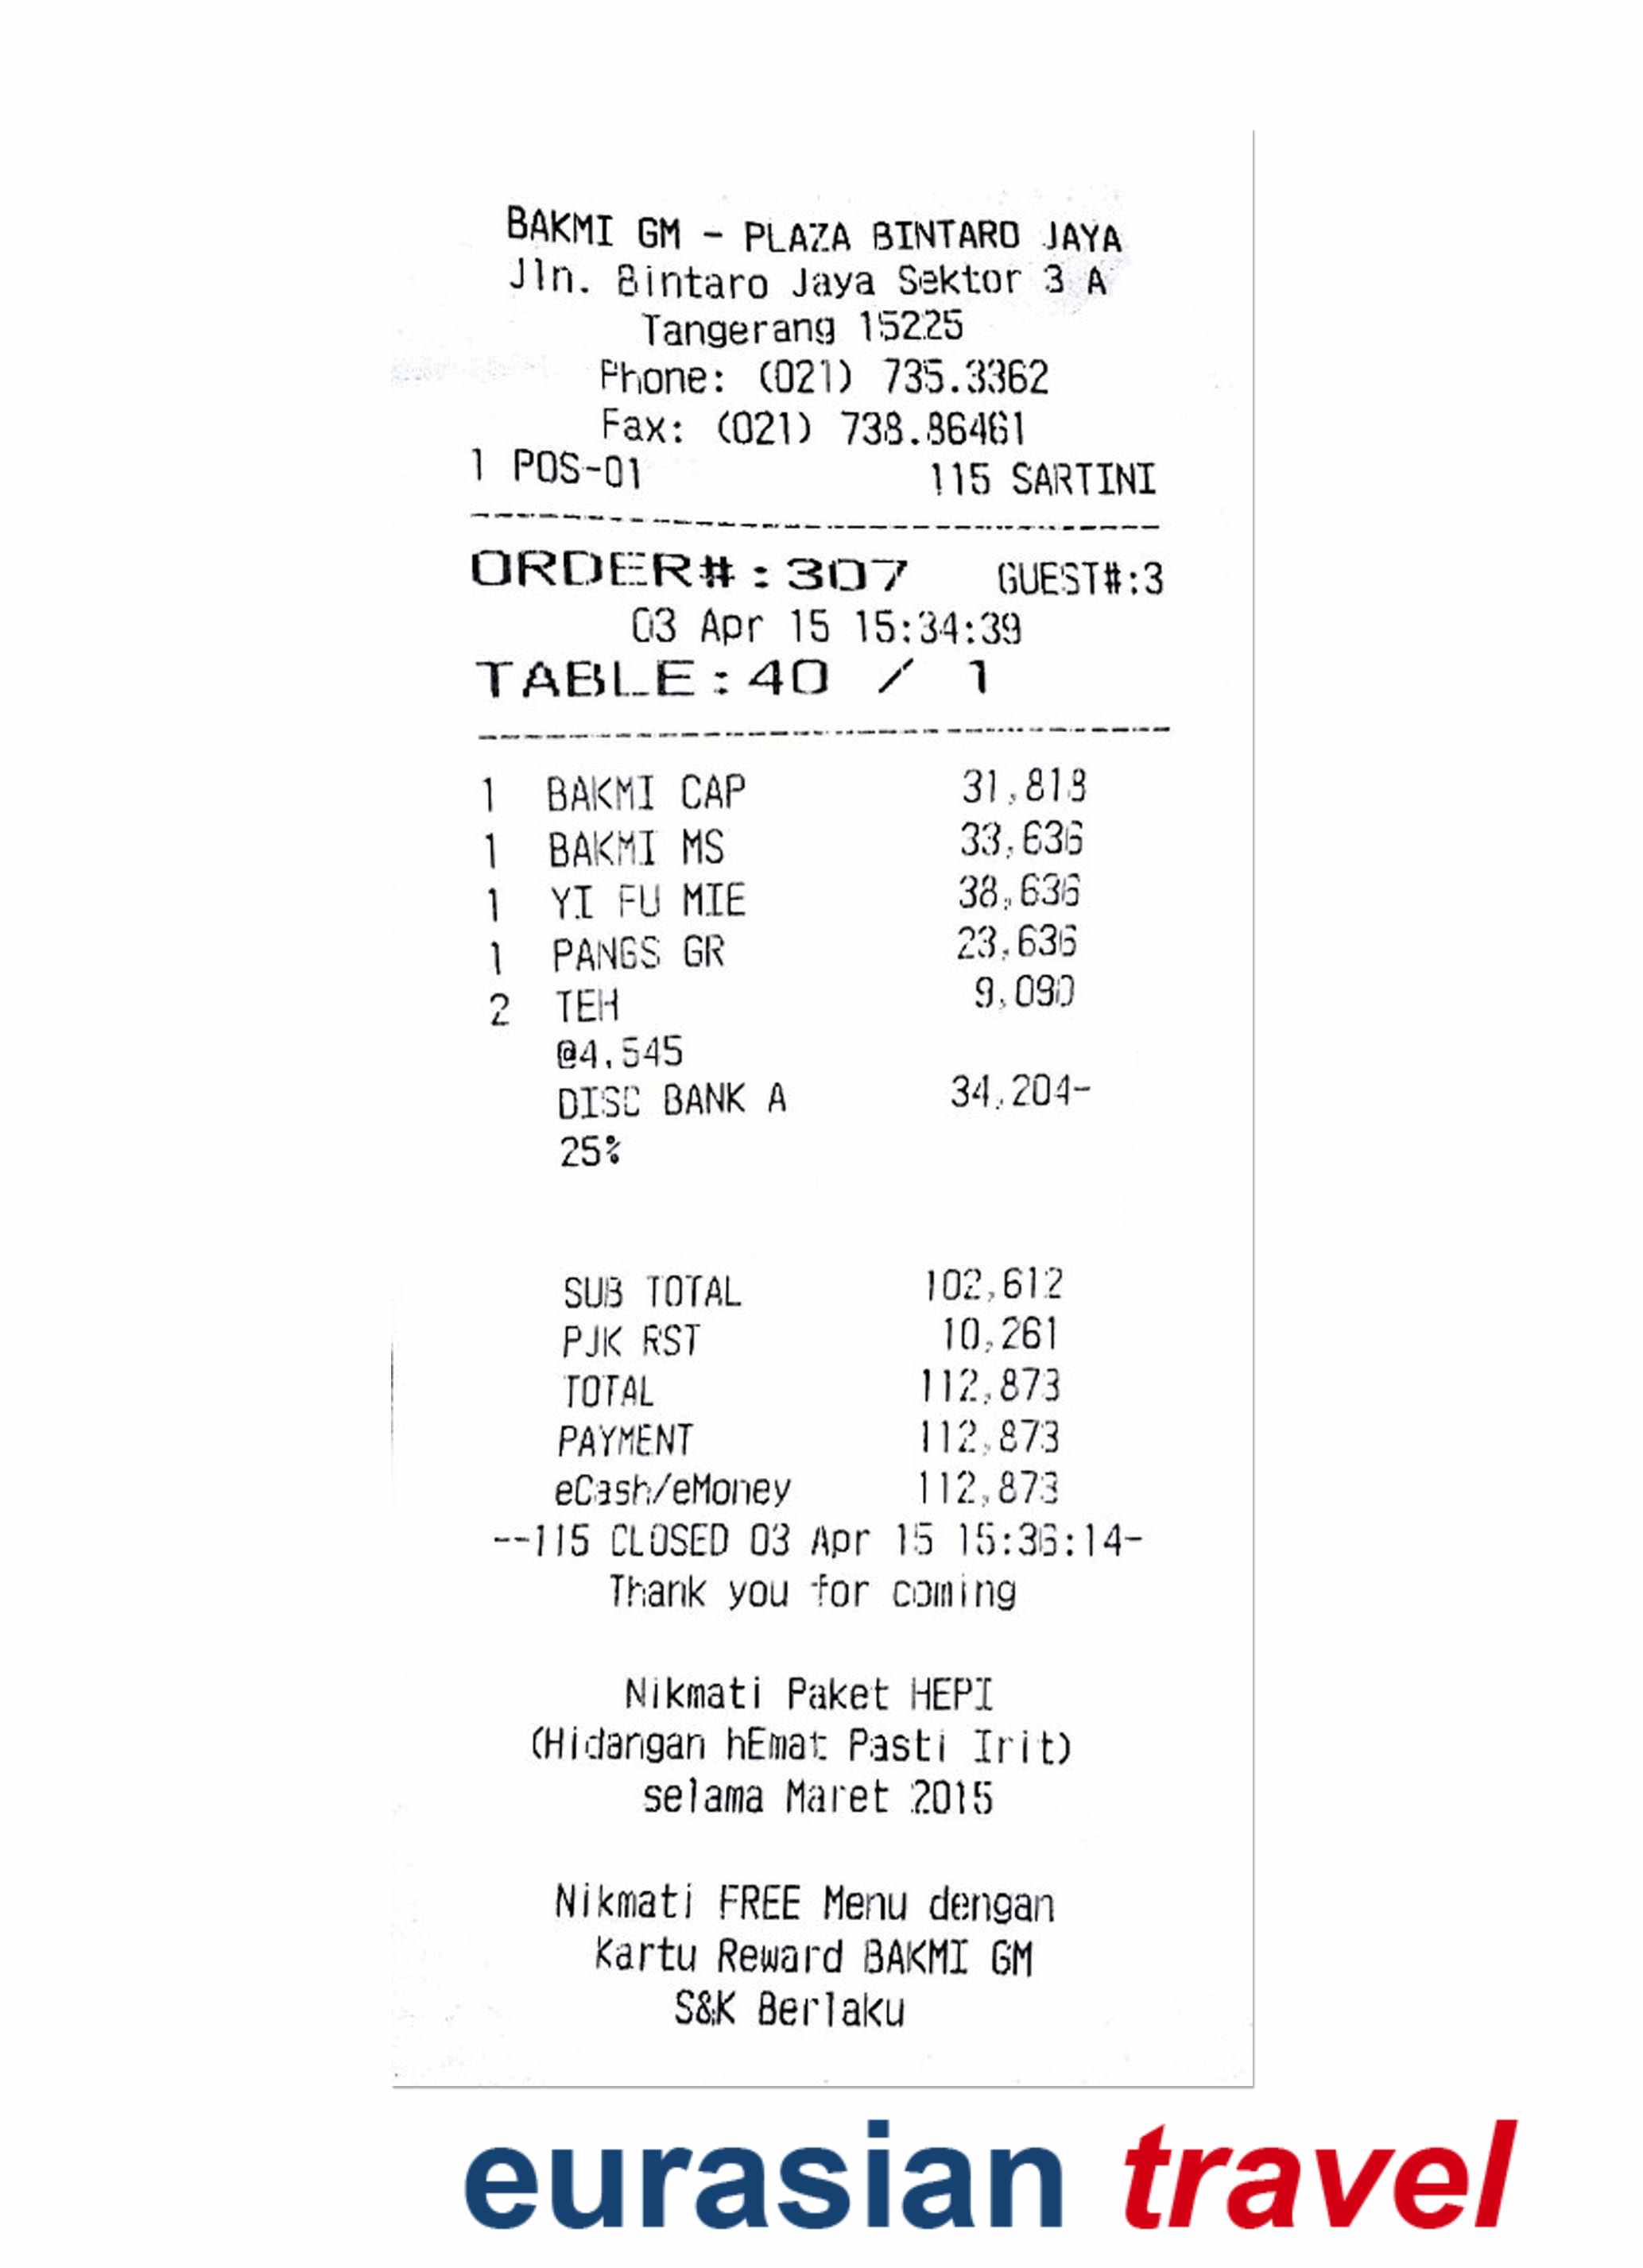 BAKMI GM - PLAZA BINTARO JAYA
Jln. Bintaro Jaya Sektor 3 A
Tangerang 15225
Phone: (021) 735.3362
Fax: (021) 738.86461
1 POS-01 115 SARTINI
ORDER#:307 GUEST#:3
03 Apr 15 15:34:39
TABLE:40 / 1
1 BAKMI CAP 31,818
1 BAKMI MS 33,636
1 YI FU MIE 38,636
1 PANGS GR 23,636
2 TEH 9,090
@4,545
DISC BANK A 34,204-
25%
SUB TOTAL 102,612
PJK RST 10,261
TOTAL 112,873
PAYMENT 112,873
eCash/eMoney 112,873
--115 CLOSED 03 Apr 15 15:36:14-
Thank you for coming
Nikmati Paket HEPI
(Hidangan hEmat Pasti Irit)
selama Maret 2015
Nikmati FREE Menu dengan
Kartu Reward BAKMI GM
S&K Berlaku
eurasian travel